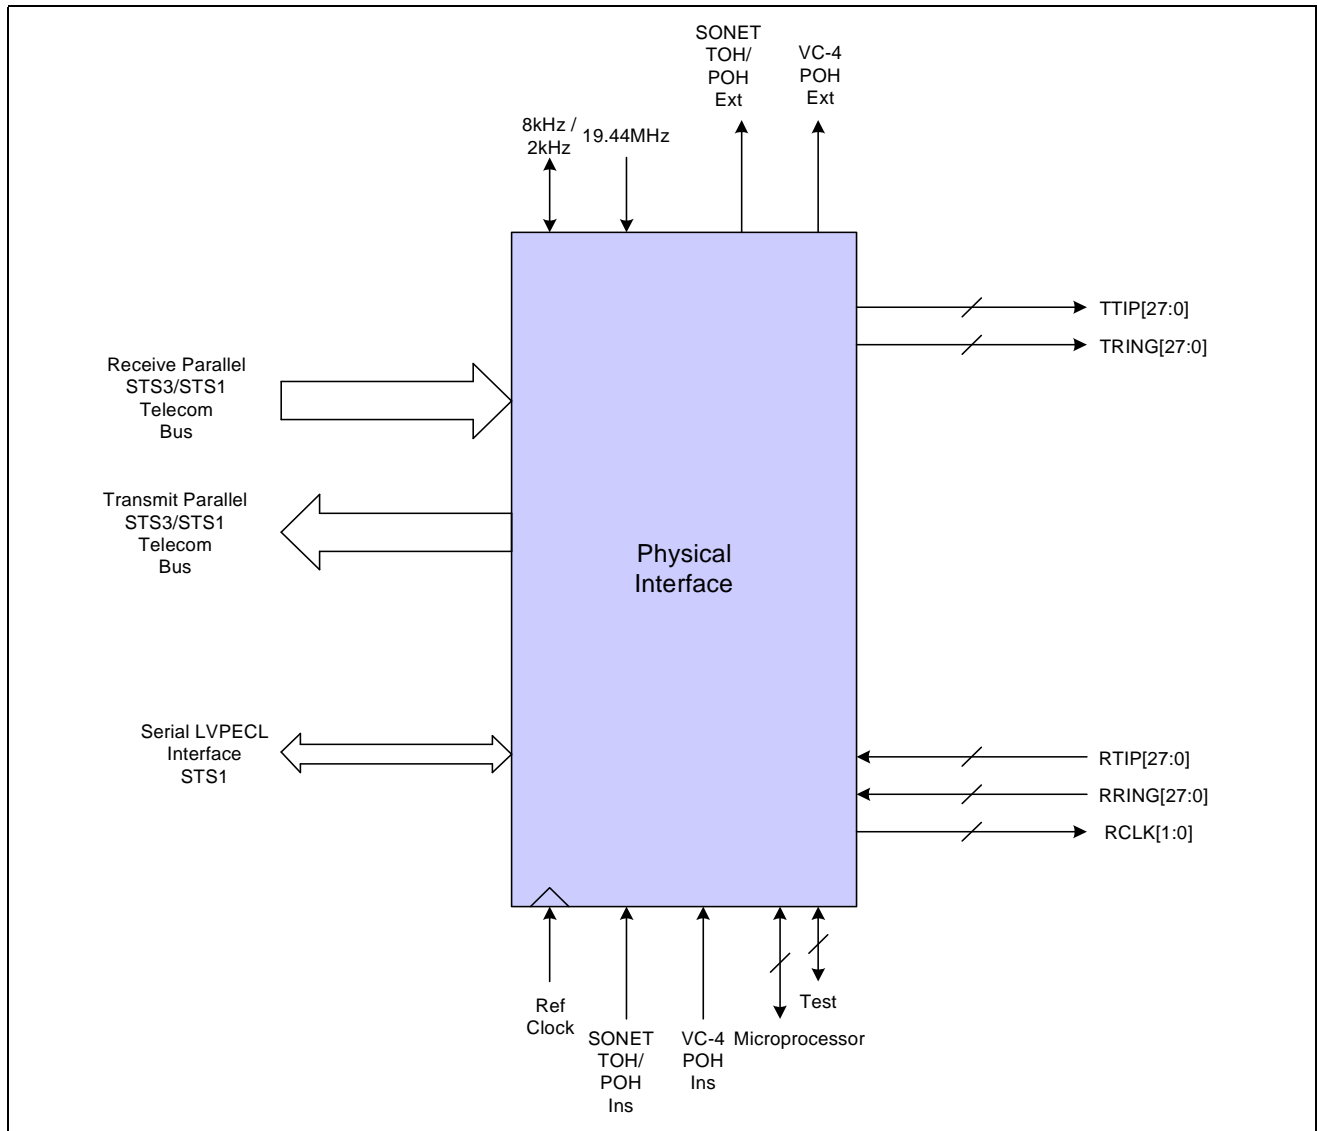 SONET
TOH/
POH
Ext
VC-4
POH
Ext
8kHz /
2kHz
19.44MHz
TTIP[27:0]
TRING[27:0]
Receive Parallel
STS3/STS1
Telecom
Bus
Transmit Parallel
STS3/STS1
Telecom
Bus
Physical
Interface
Serial LVPECL
Interface
STS1
RTIP[27:0]
RRING[27:0]
RCLK[1:0]
Ref
Clock
SONET
TOH/
POH
Ins
VC-4
POH
Ins
Microprocessor
Test